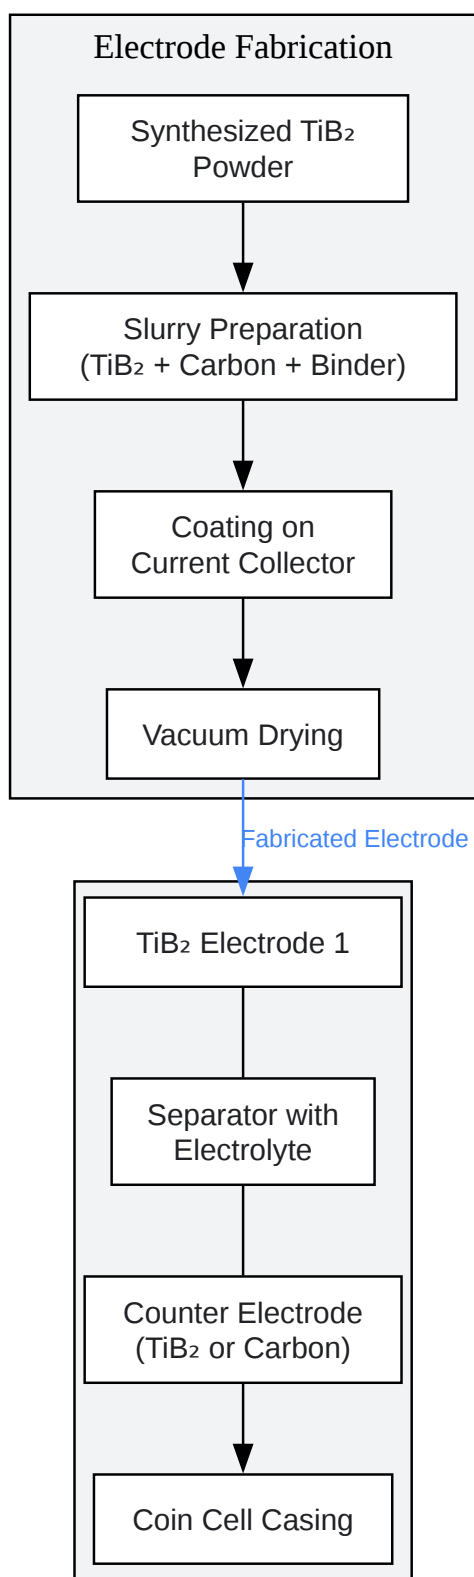 Electrode Fabrication
Synthesized TiB₂
Powder
Slurry Preparation
(TiB₂ + Carbon + Binder)
Coating on
Current Collector
Vacuum Drying
Fabricated Electrode
TiB₂ Electrode 1
Separator with
Electrolyte
Counter Electrode
(TiB₂ or Carbon)
Coin Cell Casing